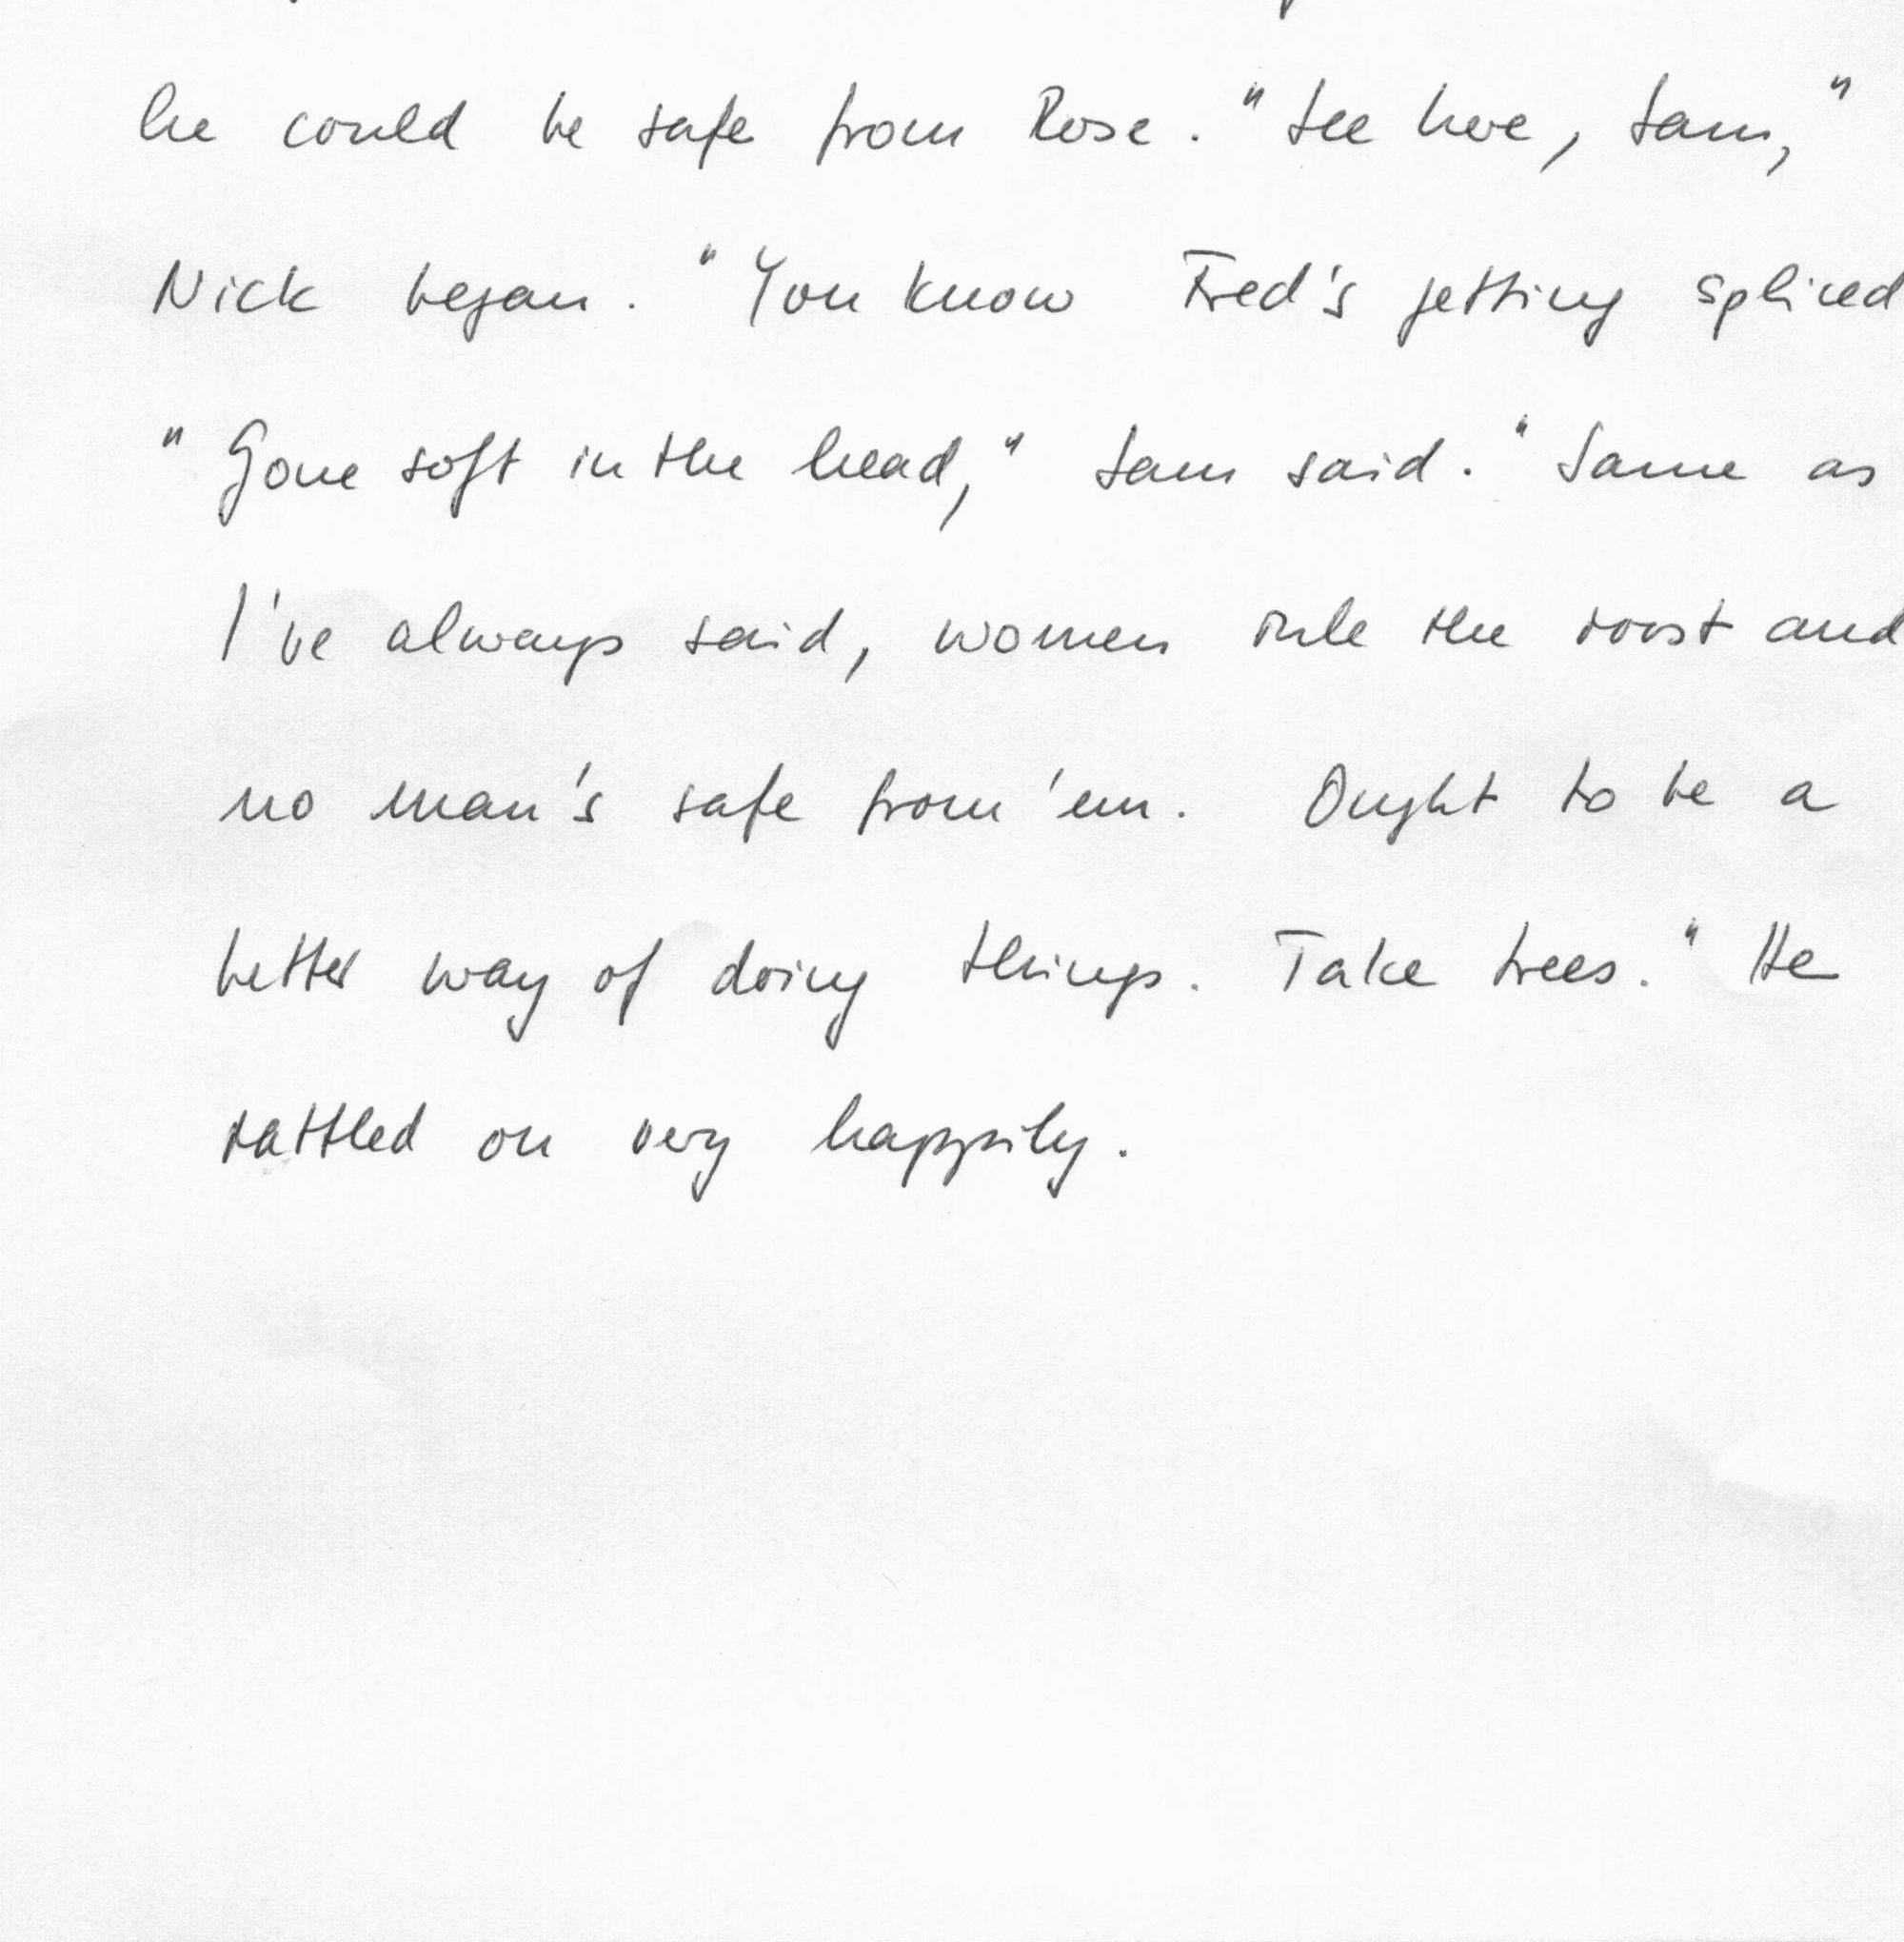 he could be safe from Rose. "See here, Sam,"
Nick began. "You know Fred's getting spliced
"Gone soft in the head," Sam said. "Same as
I've always said, women rule the roost and
no man's safe from 'em. Ought to be a
better way of doing things. Take trees." He
rattled on very happily.